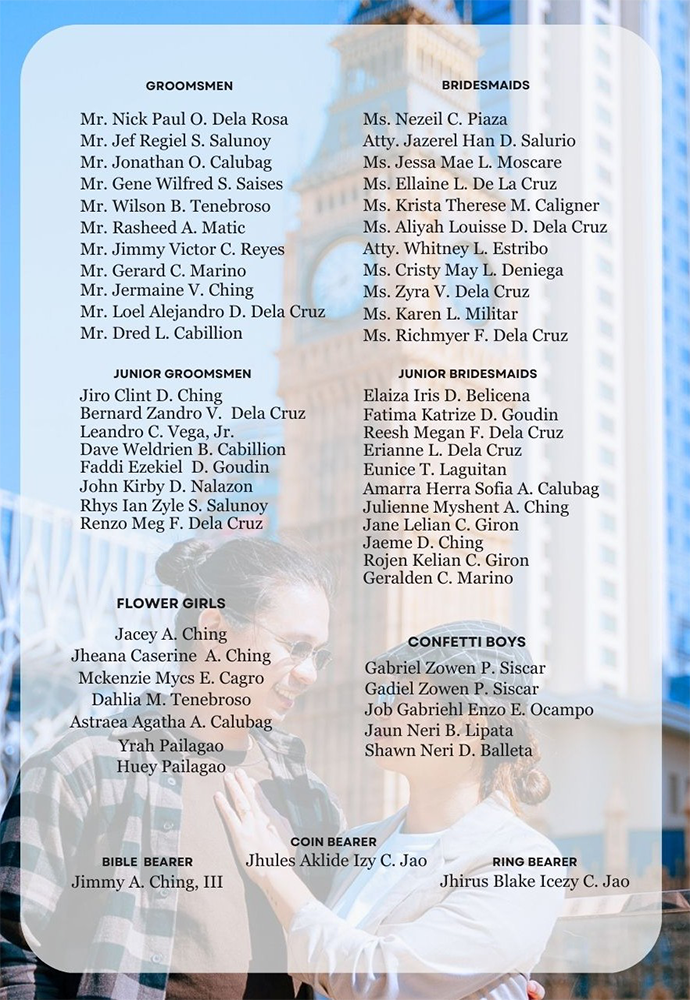 GROOMSMEN
Mr. Nick Paul O. Dela Rosa
Mr. Jef Regiel S. Salunoy
Mr. Jonathan O. Calubag
Mr. Gene Wilfred S. Saises
Mr. Wilson B. Tenebroso
Mr. Rasheed A. Matic
Mr. Jimmy Victor C. Reyes
Mr. Gerard C. Marino
Mr. Jermaine V. Ching
Mr. Loel Alejandro D. Dela Cruz
Mr. Dred L. Cabillion
BRIDESMAIDS
Ms. Nezeil C. Piaza
Atty. Jazerel Han D. Salurio
Ms. Jessa Mae L. Moscare
Ms. Ellaine L. De La Cruz
Ms. Krista Therese M. Caligner
Ms. Aliyah Louisse D. Dela Cruz
Atty. Whitney L. Estribo
Ms. Cristy May L. Deniega
Ms. Zyra V. Dela Cruz
Ms. Karen L. Militar
Ms. Richmyer F. Dela Cruz
JUNIOR GROOMSMEN
Jiro Clint D. Ching
Bernard Zandro V. Dela Cruz
Leandro C. Vega, Jr.
Dave Weldrien B. Cabillion
Faddi Ezekiel D. Goudin
John Kirby D. Nalazon
Rhys Ian Zyle S. Salunoy
Renzo Meg F. Dela Cruz
JUNIOR BRIDESMAIDS
Elaiza Iris D. Belicena
Fatima Katrize D. Goudin
Reesh Megan F. Dela Cruz
Erianne L. Dela Cruz
Eunice T. Laguitan
Amarra Herra Sofia A. Calubag
Julienne Myshent A. Ching
Jane Lelian C. Giron
Jaeme D. Ching
Rojen Kelian C. Giron
Geralden C. Marino
FLOWER GIRLS
Jacey A. Ching
Jheana Caserine A. Ching
Mckenzie Mycs E. Cagro
Dahlia M. Tenebroso
Astraea Agatha A. Calubag
Yrah Pailagao
Huey Pailagao
CONFETTI BOYS
Gabriel Zowen P. Siscar
Gadiel Zowen P. Siscar
Job Gabriehl Enzo E. Ocampo
Jaun Neri B. Lipata
Shawn Neri D. Balleta
BIBLE BEARER
Jimmy A. Ching, III
COIN BEARER
Jhules Aklide Izy C. Jao
RING BEARER
Jhirus Blake Icezy C. Jao